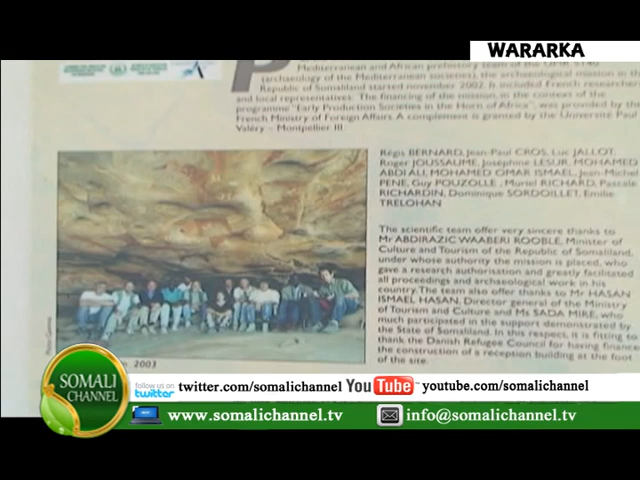 WARARKA
P
Mediterranean and African prehistory team of the UMR 5140
(archaeology of the Mediterranean societies), the archaeological mission in the
Republic of Somaliland started november 2002. It included French researchers
and local representatives. The financing of the mission, in the context of the
programme "Early Production Societies in the Horn of Africa", was provided by the
French Ministry of Foreign Affairs. A complement is granted by the Université Paul
Valéry – Montpellier III
Régis BERNARD, Jean-Paul CROS, Luc JALLOT,
Roger JOUSSAUME, Joséphine LESUR, MOHAMED
ABDI ALI, MOHAMED OMAR ISMAEL, Jean-Michel
PENE, Guy POUZOLLE, Muriel RICHARD, Pascale
RICHARDIN, Dominique SORDOILLET, Emilie
TRELOHAN
The scientific team offer very sincere thanks to
Mr ABDIRAZIC WAABERI ROOBLE, Minister of
Culture and Tourism of the Republic of Somaliland,
under whose authority the mission is placed, who
gave a research authorisation and greatly facilitated
all proceedings and archaeological work in his
country. The team also offer thanks to Mr HASAN
ISMAEL HASAN, Director general of the Ministry
of Tourism and Culture and Ms SADA MIRE, who
much participated in the support demonstrated by
the State of Somaliland. In this respect, it is fitting to
thank the Danish Refugee Council for having finance
the construction of a reception building at the foot
of the site.
2003
SOMALI
CHANNEL
follow us on
twitter
twitter.com/somalichannel YouTube youtube.com/somalichannel
www.somalichannel.tv info@somalichannel.tv